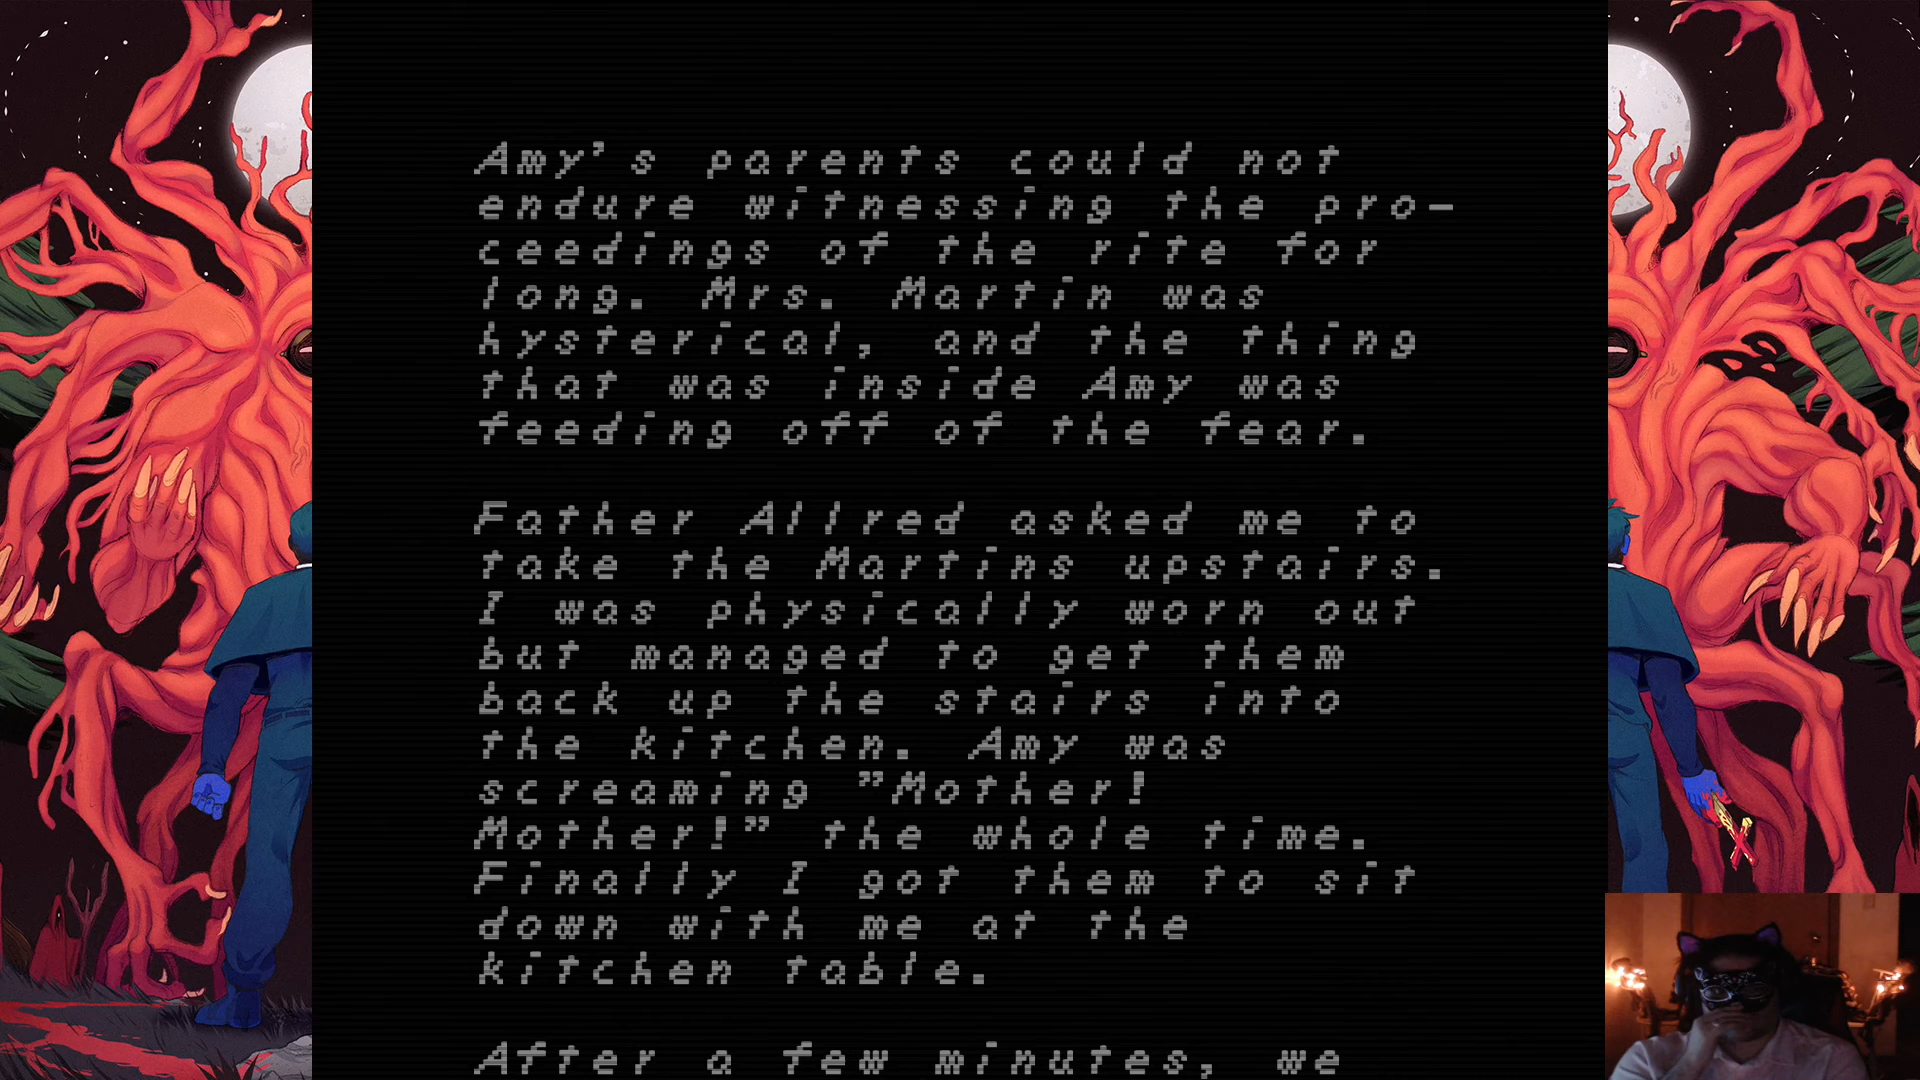 Amy's parents could not
endure witnessing the pro-
ceedings of the rite for
long. Mrs. Martin was
hysterical, and the thing
that was inside Amy was
feeding off of the fear.
Father Allred asked me to
take the Martins upstairs.
I was physically worn out
but managed to get them
back up the stairs into
the kitchen. Amy was
screaming "Mother!
Mother!" the whole time.
Finally I got them to sit
down with me at the
kitchen table.
After a few minutes, we